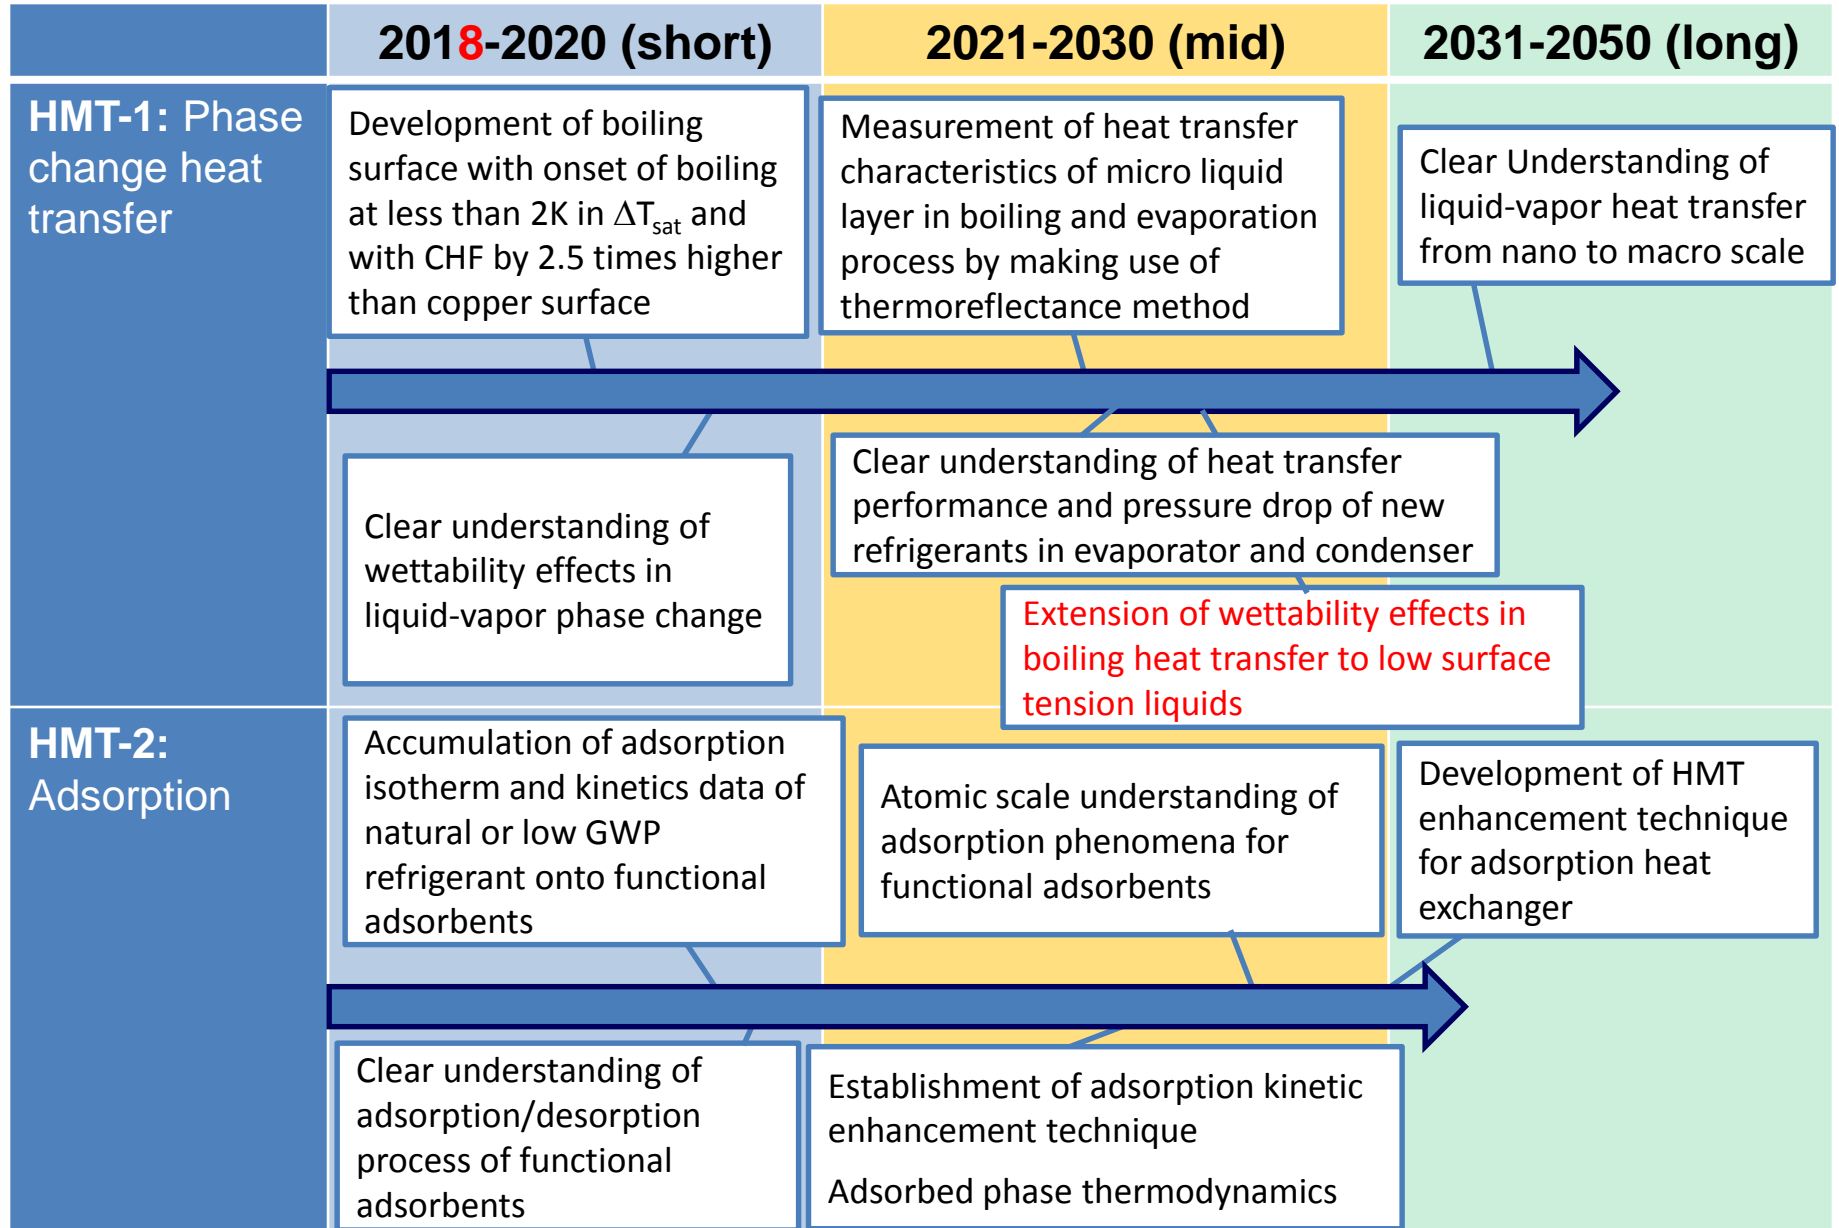 2018-2020 (short)
2021-2030 (mid)
2031-2050 (long)
HMT-1: Phase
change heat
transfer
Development of boiling
surface with onset of boiling
at less than 2K in ΔTsat and
with CHF by 2.5 times higher
than copper surface
Measurement of heat transfer
characteristics of micro liquid
layer in boiling and evaporation
process by making use of
thermoreflectance method
Clear Understanding of
liquid-vapor heat transfer
from nano to macro scale
Clear understanding of
wettability effects in
liquid-vapor phase change
Clear understanding of heat transfer
performance and pressure drop of new
refrigerants in evaporator and condenser
Extension of wettability effects in
boiling heat transfer to low surface
tension liquids
HMT-2:
Adsorption
Accumulation of adsorption
isotherm and kinetics data of
natural or low GWP
refrigerant onto functional
adsorbents
Atomic scale understanding of
adsorption phenomena for
functional adsorbents
Development of HMT
enhancement technique
for adsorption heat
exchanger
Clear understanding of
adsorption/desorption
process of functional
adsorbents
Establishment of adsorption kinetic
enhancement technique
Adsorbed phase thermodynamics